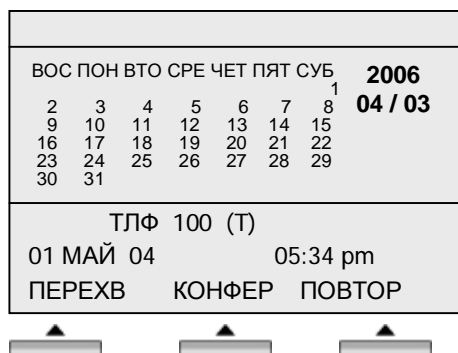 ВОС ПОН ВТО СРЕ ЧЕТ ПЯТ СУБ 2006
1
04 / 03
2 3 4 5 6 7 8
9 10 11 12 13 14 15
16 17 18 19 20 21 22
23 24 25 26 27 28 29
30 31
ТЛФ 100 (T)
01 МАЙ 04 05:34 pm
ПЕРЕХВ КОНФЕР ПОВТОР